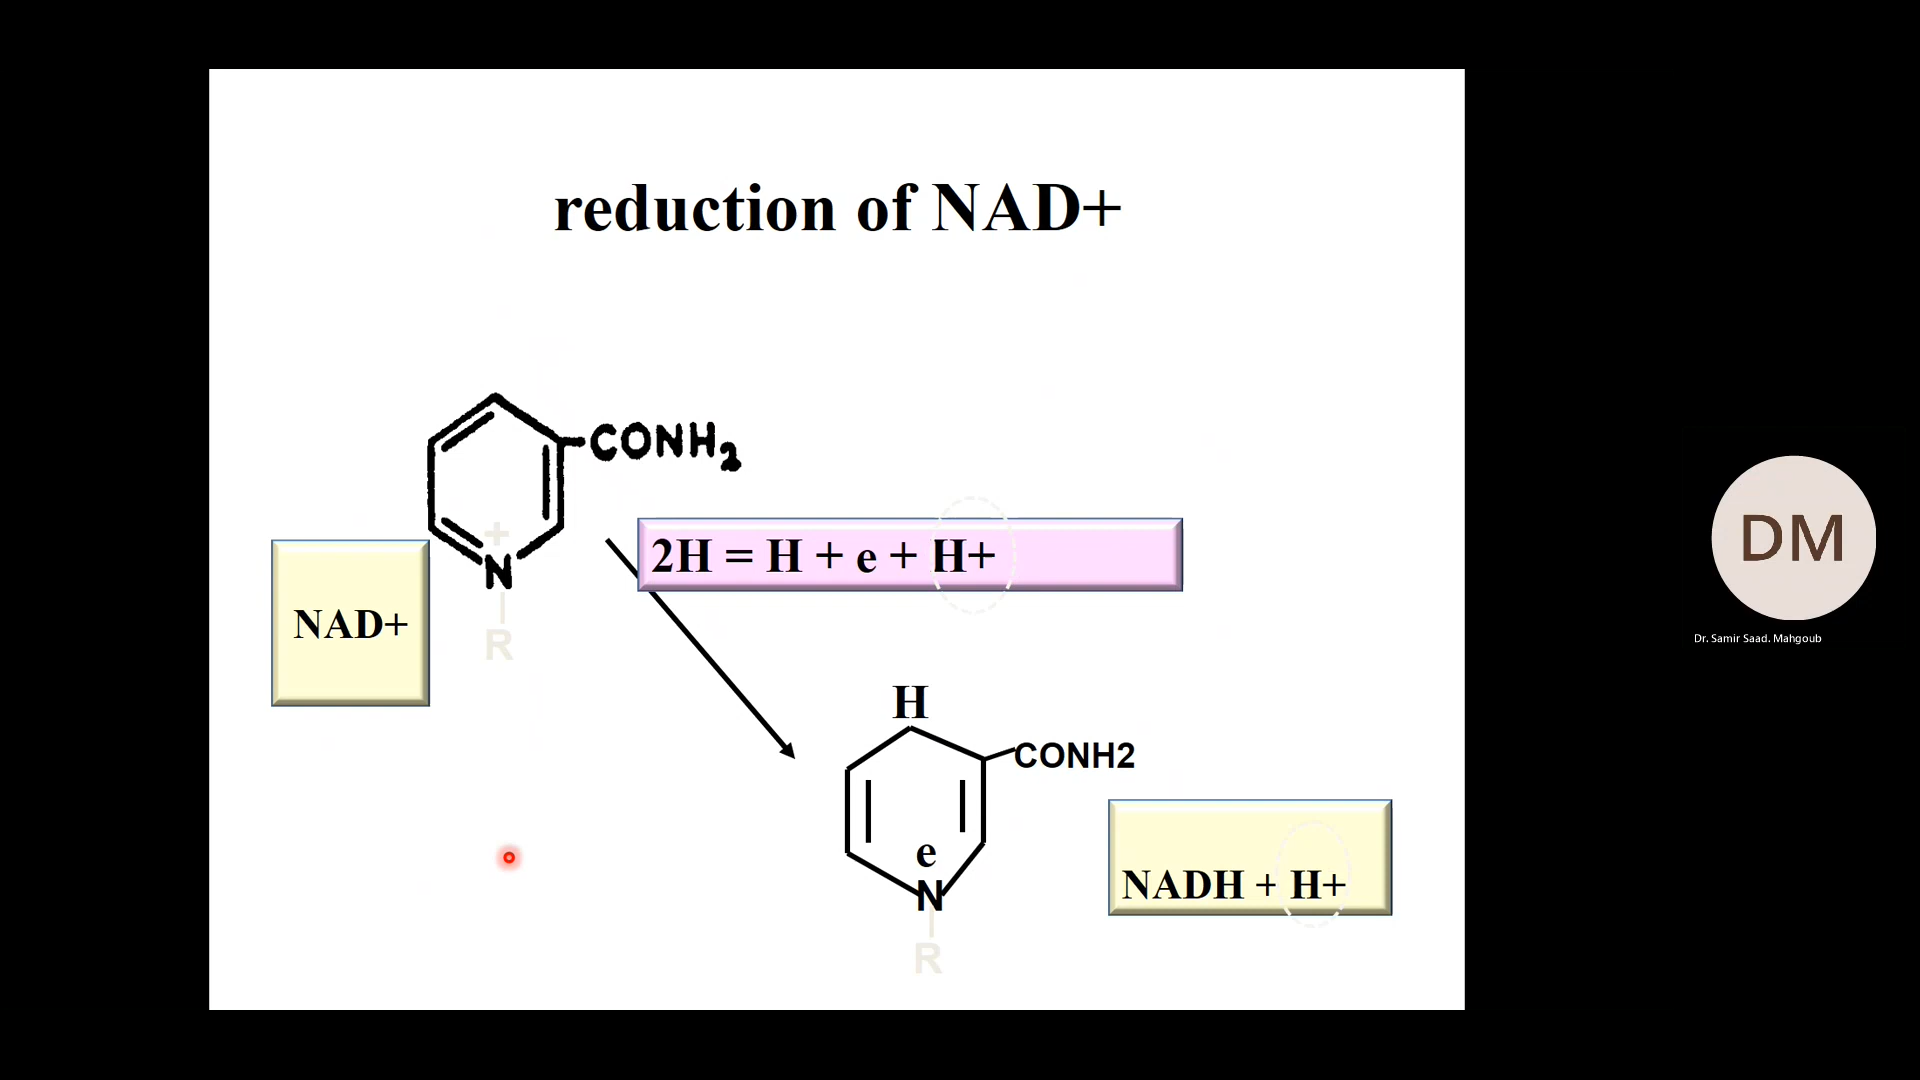 reduction of NAD+
CONH2
+
N
R
NAD+
2H = H + e + H+
H
CONH2
e
N
R
NADH + H+
DM
Dr. Samir Saad. Mahgoub